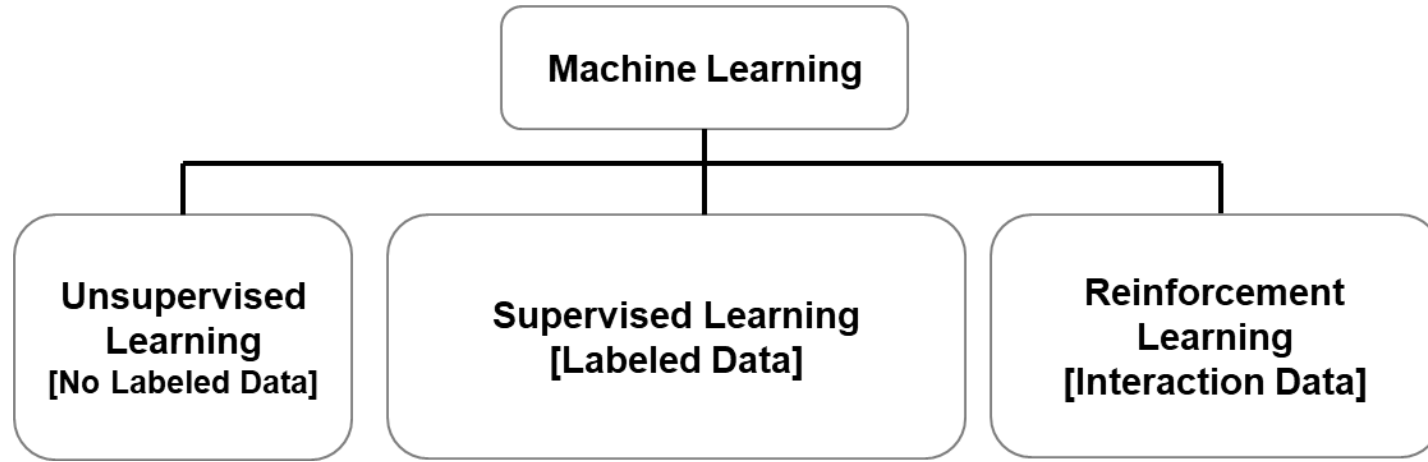 Machine Learning
Unsupervised
Learning
[No Labeled Data]
Supervised Learning
[Labeled Data]
Reinforcement
Learning
[Interaction Data]